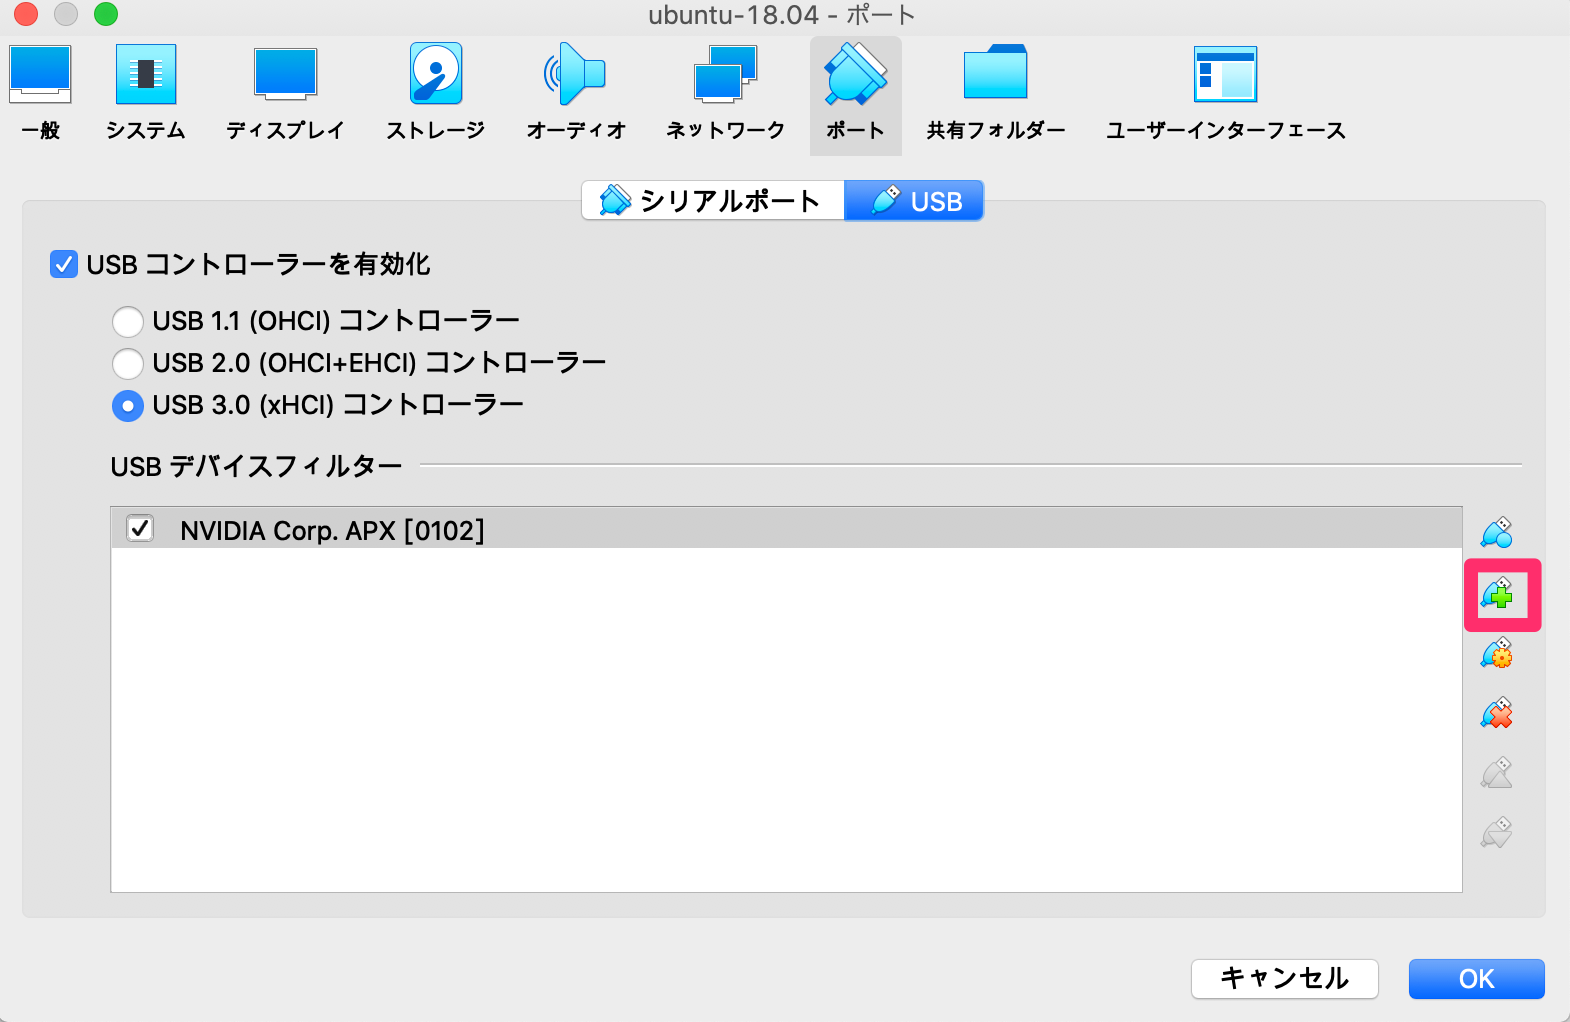 ubuntu-18.04 - ポート
一般 システム ディスプレイ ストレージ オーディオ ネットワーク ポート 共有フォルダー ユーザーインターフェース
シリアルポート USB
USB コントローラーを有効化
USB 1.1 (OHCI) コントローラー
USB 2.0 (OHCI+EHCI) コントローラー
USB 3.0 (xHCI) コントローラー
USB デバイスフィルター
NVIDIA Corp. APX [0102]
キャンセル OK